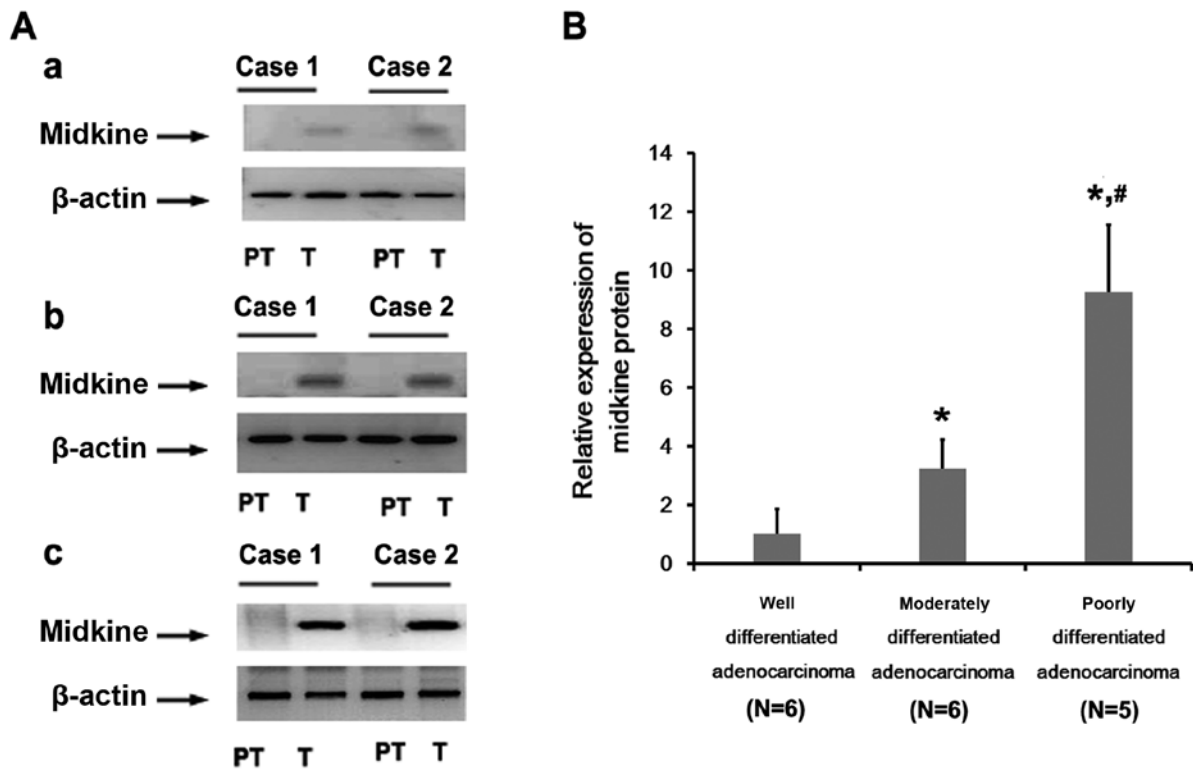 A
a
Case 1 Case 2
Midkine
β-actin
PT T PT T
b
Case 1 Case 2
Midkine
β-actin
PT T PT T
c
Case 1 Case 2
Midkine
β-actin
PT T PT T
B
Relative experession of
midkine protein
14
12
10
8
6
4
2
0
*
*,#
Well
differentiated
adenocarcinoma
(N=6)
Moderately
differentiated
adenocarcinoma
(N=6)
Poorly
differentiated
adenocarcinoma
(N=5)